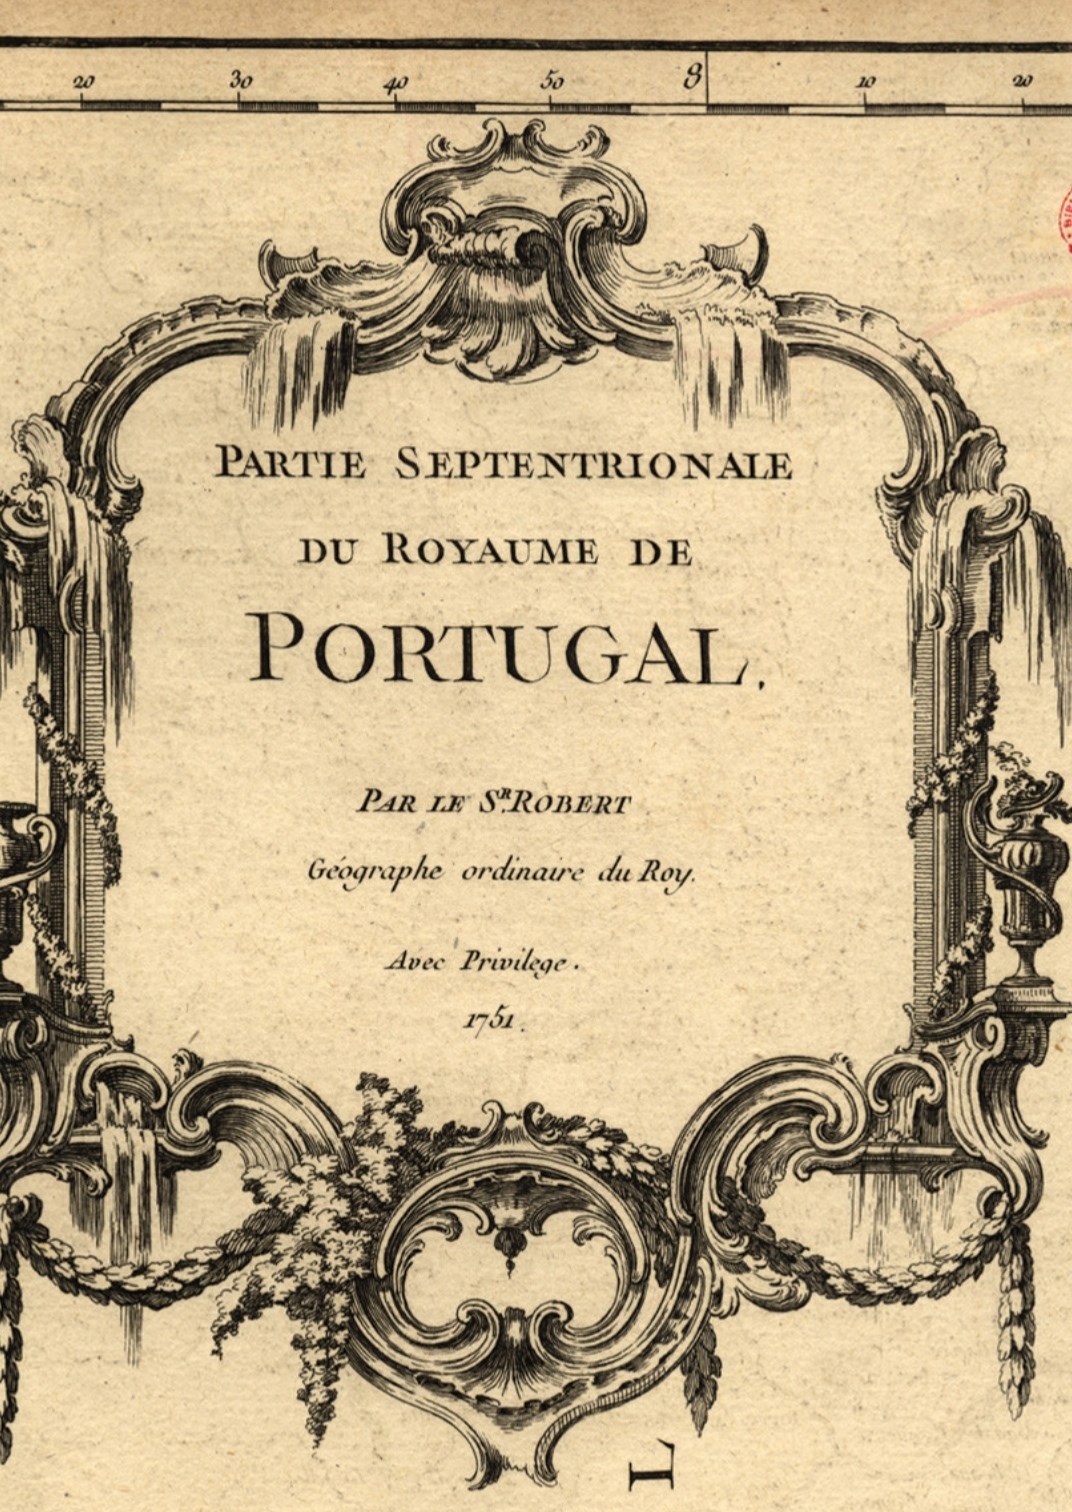 20 30 40 50 8 10 20
PARTIE SEPTENTRIONALE
DU ROYAUME DE
PORTUGAL.
PAR LE SR. ROBERT
Géographe ordinaire du Roy.
Avec Privilege.
1751.
L